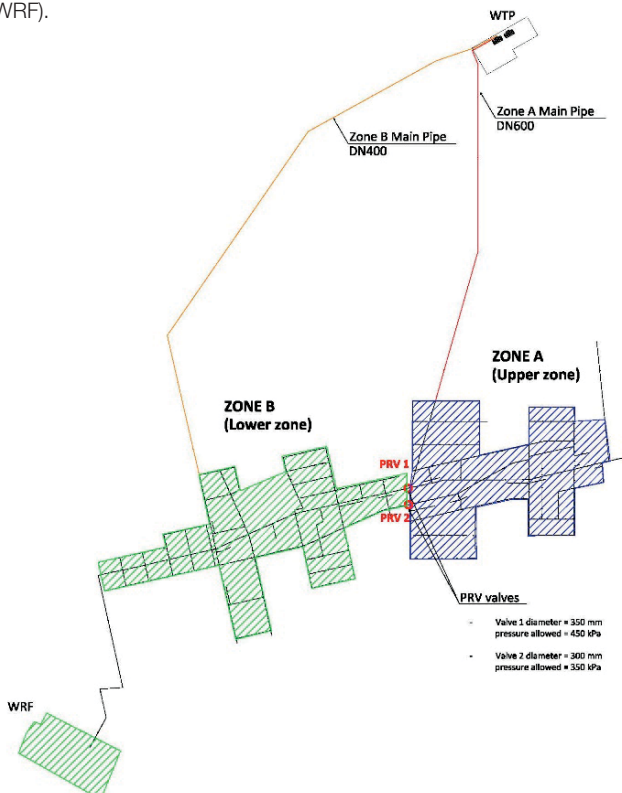 WRF).
WTP
Zone A Main Pipe
DN600
Zone B Main Pipe
DN400
ZONE A
(Upper zone)
ZONE B
(Lower zone)
PRV 1
PRV 2
PRV valves
- Valve 1 diameter = 350 mm
pressure allowed = 450 kPa
- Valve 2 diameter = 300 mm
pressure allowed = 350 kPa
WRF